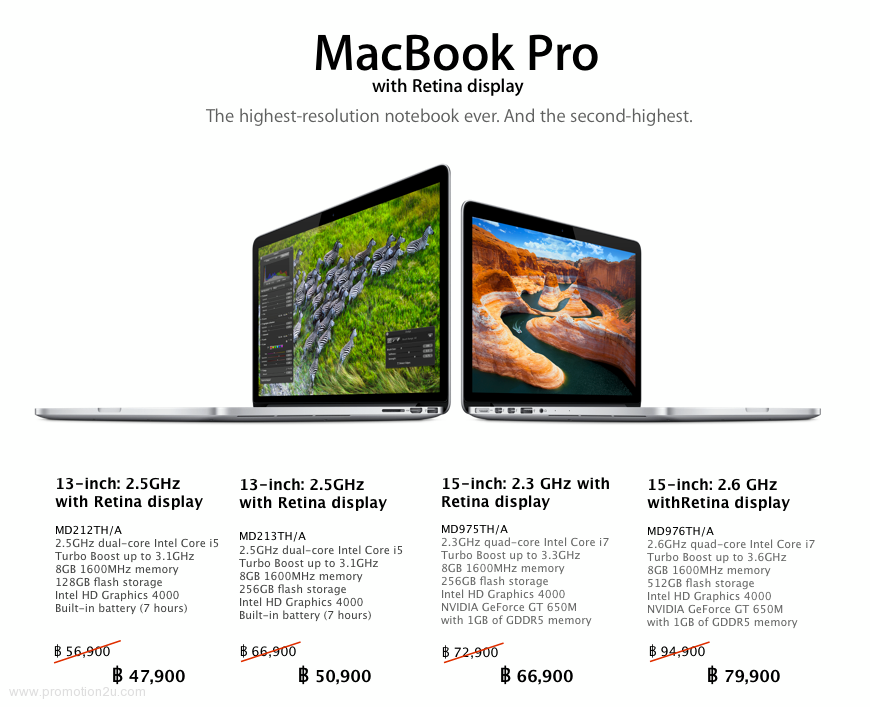 MacBook Pro
with Retina display
The highest-resolution notebook ever. And the second-highest.
13-inch: 2.5GHz
with Retina display
MD212TH/A
2.5GHz dual-core Intel Core i5
Turbo Boost up to 3.1GHz
8GB 1600MHz memory
128GB flash storage
Intel HD Graphics 4000
Built-in battery (7 hours)
฿ 56,900
฿ 47,900
13-inch: 2.5GHz
with Retina display
MD213TH/A
2.5GHz dual-core Intel Core i5
Turbo Boost up to 3.1GHz
8GB 1600MHz memory
256GB flash storage
Intel HD Graphics 4000
Built-in battery (7 hours)
฿ 66,900
฿ 50,900
15-inch: 2.3 GHz with
Retina display
MD975TH/A
2.3GHz quad-core Intel Core i7
Turbo Boost up to 3.3GHz
8GB 1600MHz memory
256GB flash storage
Intel HD Graphics 4000
NVIDIA GeForce GT 650M
with 1GB of GDDR5 memory
฿ 72,900
฿ 66,900
15-inch: 2.6 GHz
withRetina display
MD976TH/A
2.6GHz quad-core Intel Core i7
Turbo Boost up to 3.6GHz
8GB 1600MHz memory
512GB flash storage
Intel HD Graphics 4000
NVIDIA GeForce GT 650M
with 1GB of GDDR5 memory
฿ 94,900
฿ 79,900
www.promotion2u.com